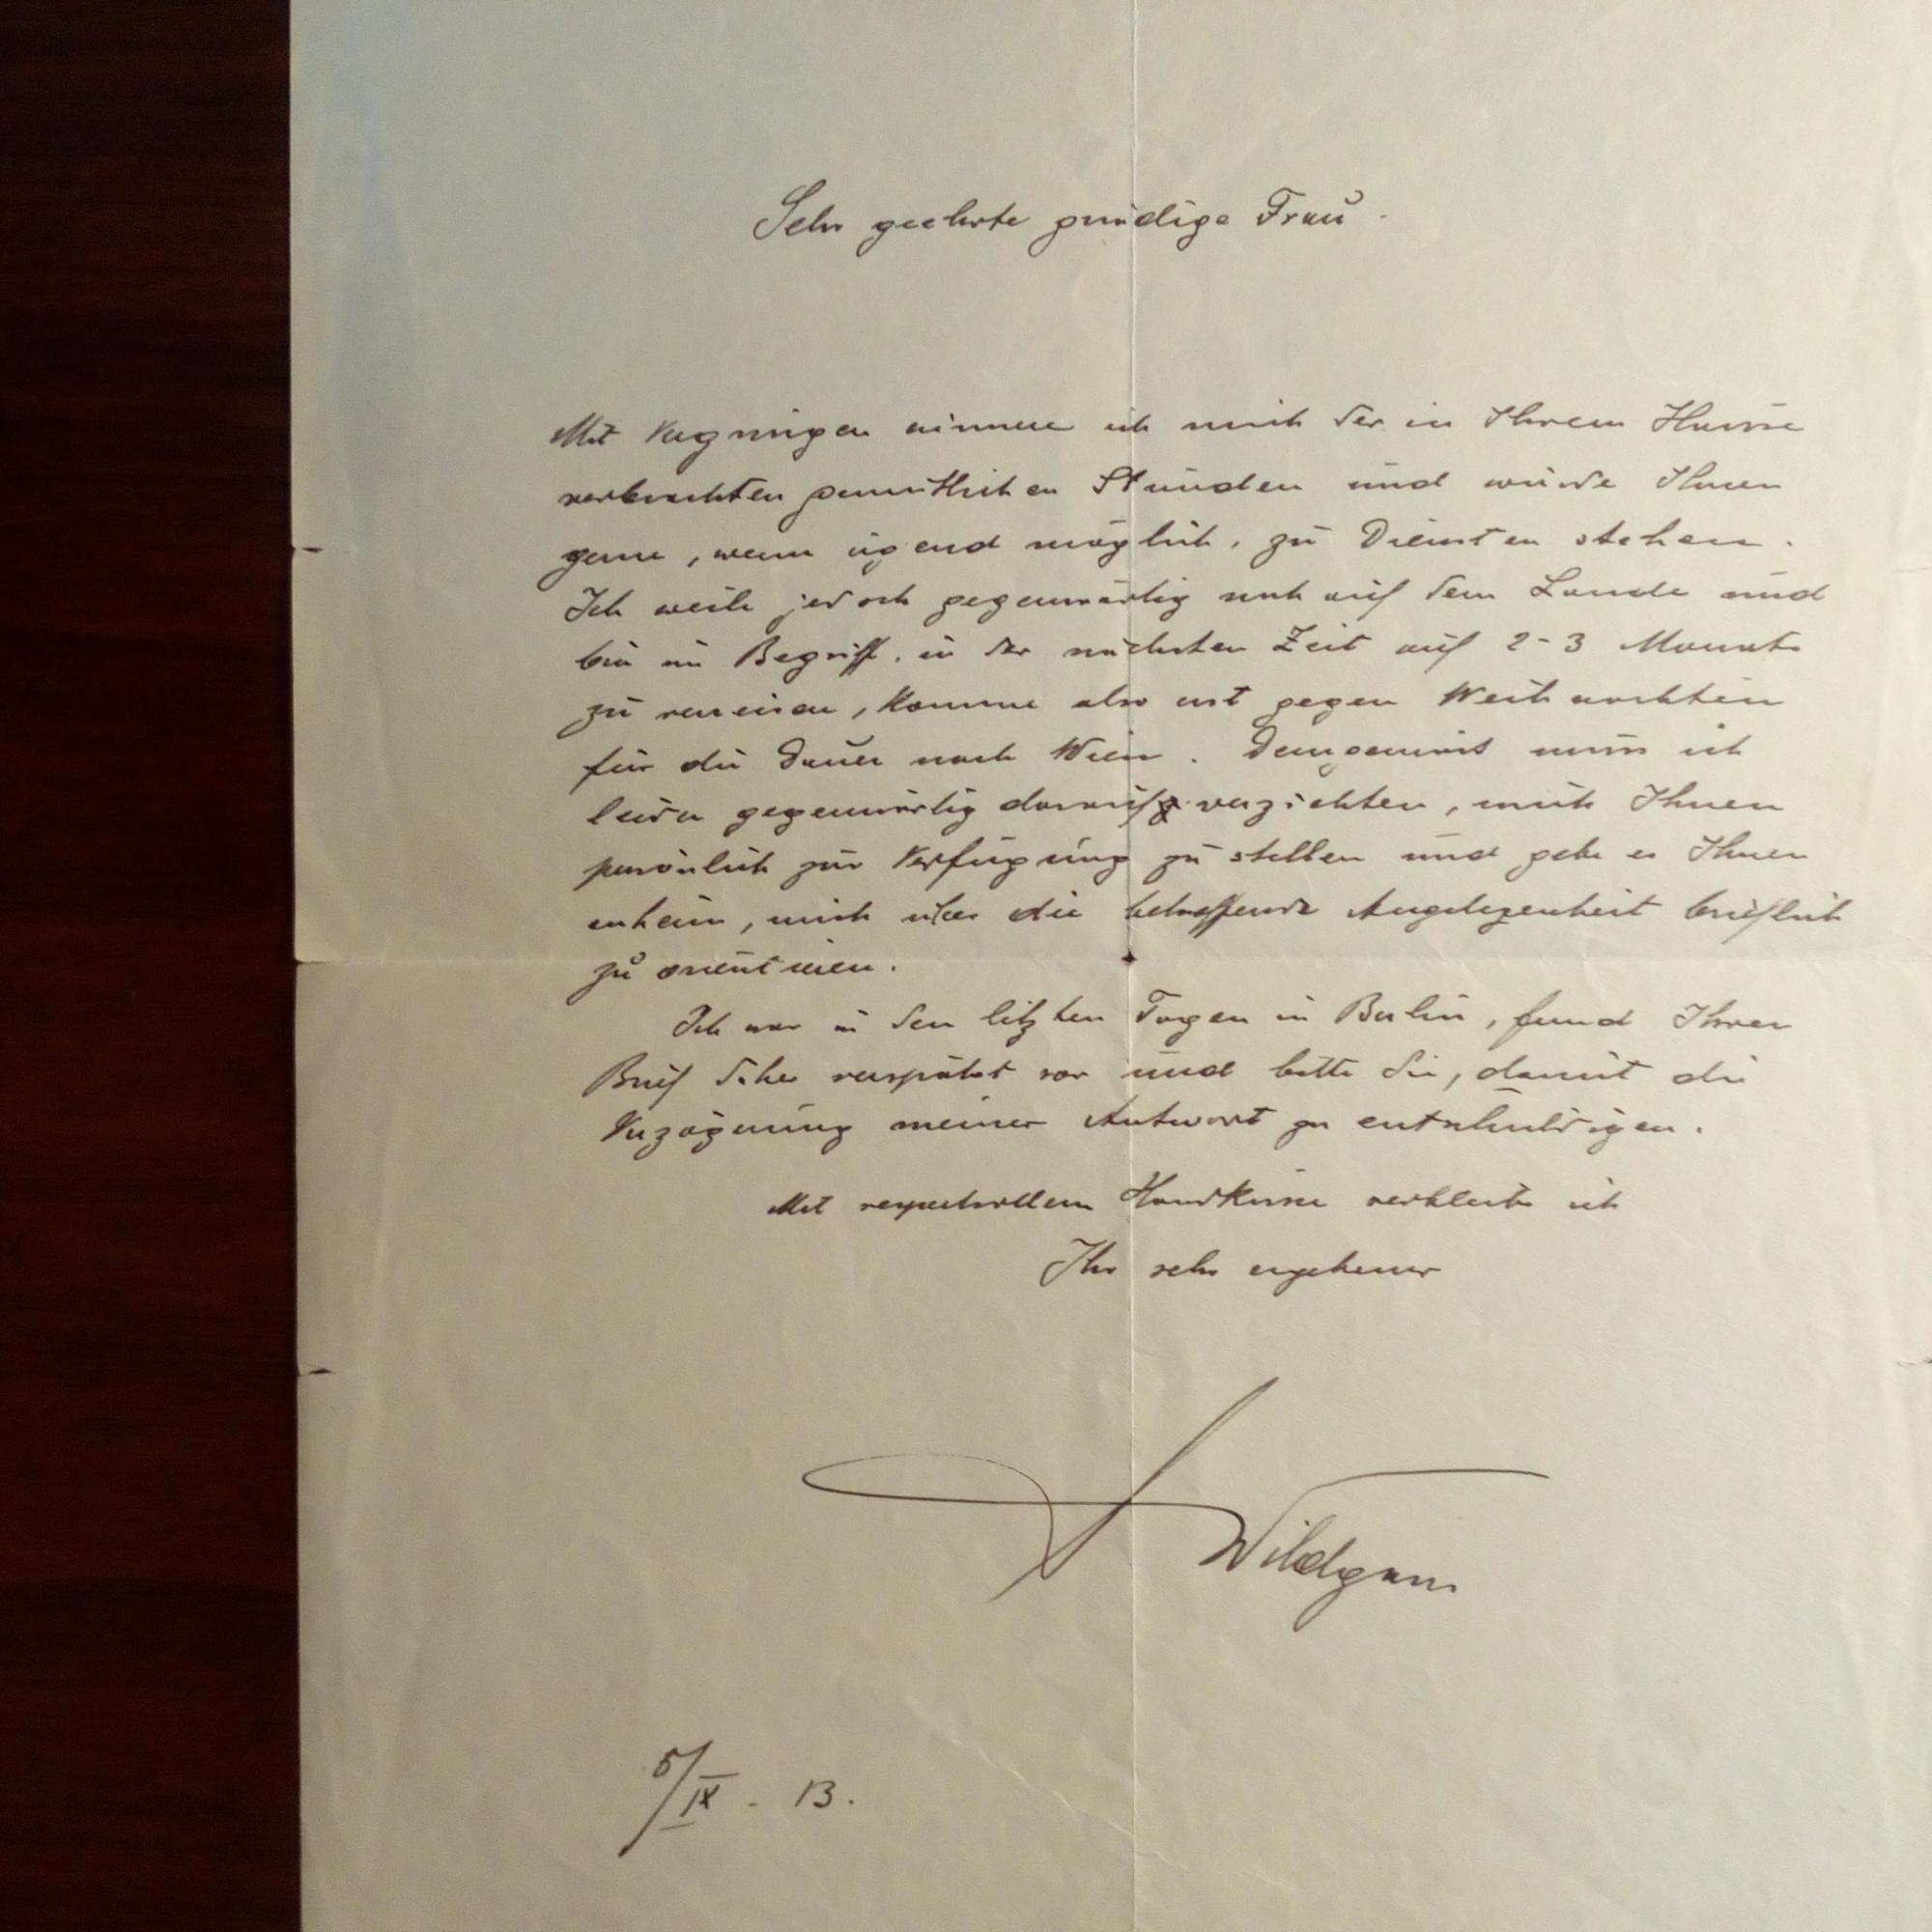 Sehr geehrte gnädige Frau.
Mit Vergnügen erinnere ich mich der in Ihrem Hause
verbrachten gemütlichen Stunden und würde Ihnen
gerne, wenn irgend möglich, zu Diensten stehen.
Ich weile jedoch gegenwärtig noch auf dem Lande und
bin im Begriff, in der nächsten Zeit auf 2-3 Monate
zu verreisen, komme also erst gegen Weihnachten
für die Dauer nach Wien. Demgemäss muss ich
leider gegenwärtig darauf verzichten, mich Ihnen
persönlich zur Verfügung zu stellen und gebe es Ihnen
anheim, mich über die betreffende Angelegenheit brieflich
zu orientieren.
Ich war in den letzten Tagen in Berlin, fand Ihren
Brief daher verspätet vor und bitte Sie, damit die
Verzögerung meiner Antwort zu entschuldigen.
Mit respectvollem Handkusse verbleibe ich
Ihr sehr ergebener
Wildgans
5/IX - 13.